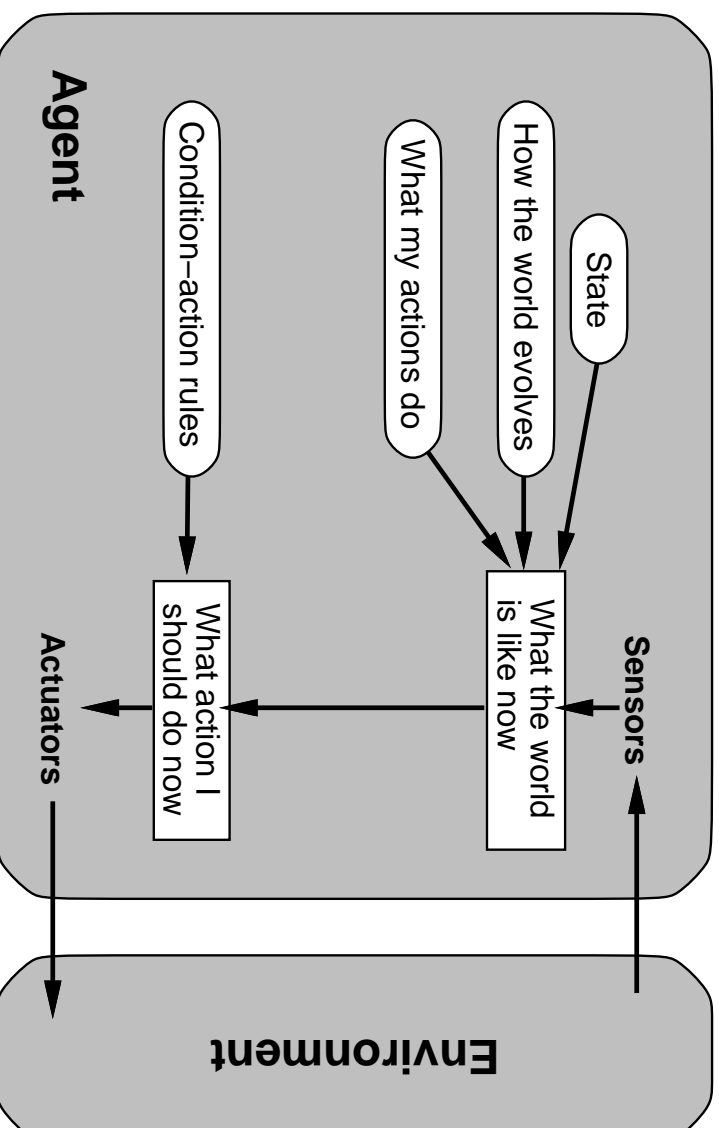 Sensors
State
How the world evolves
What my actions do
What the world
is like now
Condition–action rules
What action I
should do now
Agent
Actuators
Environment